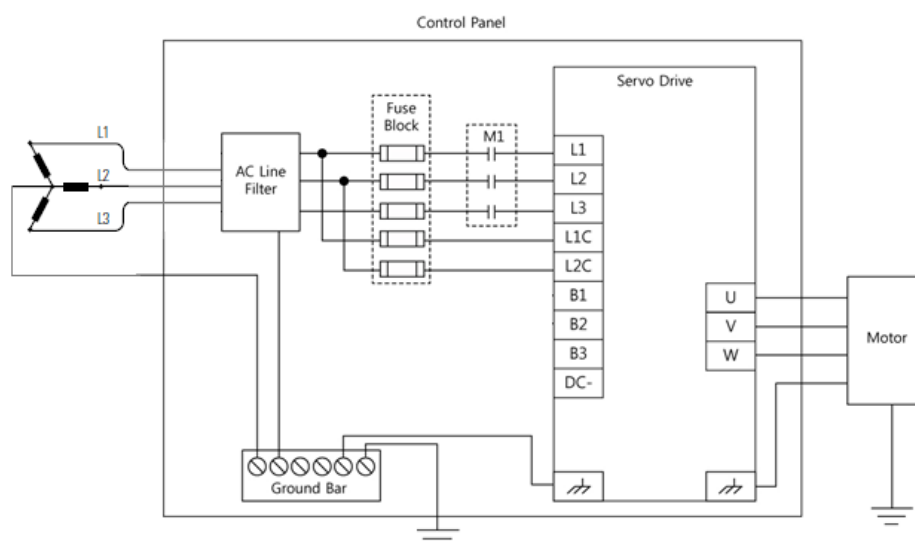 Control Panel
Servo Drive
Fuse
Block
M1
L1
L2
L3
AC Line
Filter
L1
L2
L3
L1C
L2C
B1
B2
B3
DC-
U
V
W
Motor
Ground Bar